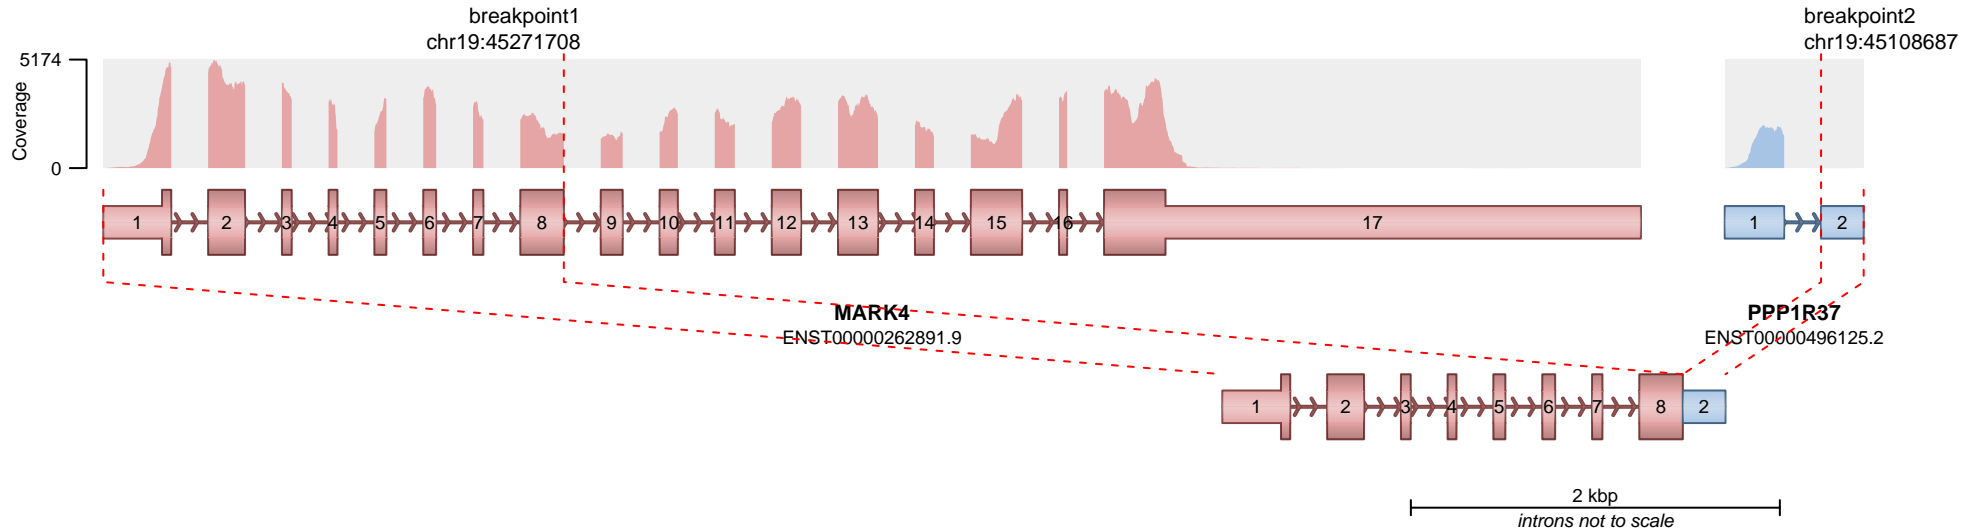 breakpoint1
chr19:45271708
breakpoint2
chr19:45108687
5174
0
Coverage
1 2 3 4 5 6 7 8 9 10 11 12 13 14 15 16 17 1 2
MARK4
ENST00000262891.9
PPP1R37
ENST00000496125.2
1 2 3 4 5 6 7 8 2
2 kbp
introns not to scale